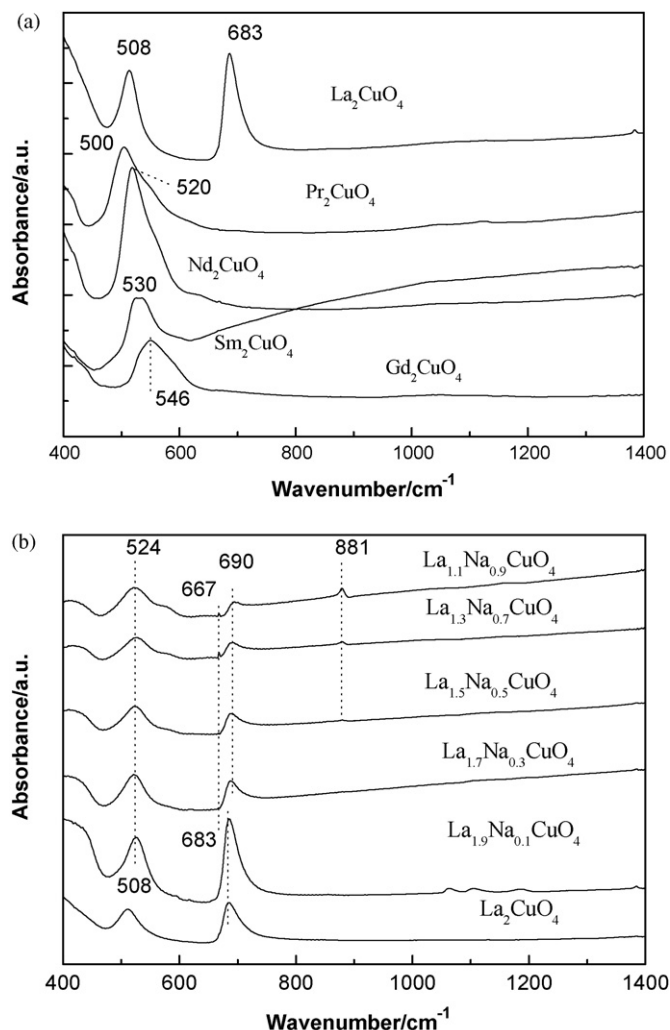 (a)
508
683
La₂CuO₄
500
520
Pr₂CuO₄
Nd₂CuO₄
530
Sm₂CuO₄
Gd₂CuO₄
546
Absorbance/a.u.
400 600 800 1000 1200 1400
Wavenumber/cm⁻¹
(b)
524
690
881
667
La₁.₁Na₀.₉CuO₄
La₁.₃Na₀.₇CuO₄
La₁.₅Na₀.₅CuO₄
La₁.₇Na₀.₃CuO₄
683
La₁.₉Na₀.₁CuO₄
508
La₂CuO₄
Absorbance/a.u.
400 600 800 1000 1200 1400
Wavenumber/cm⁻¹